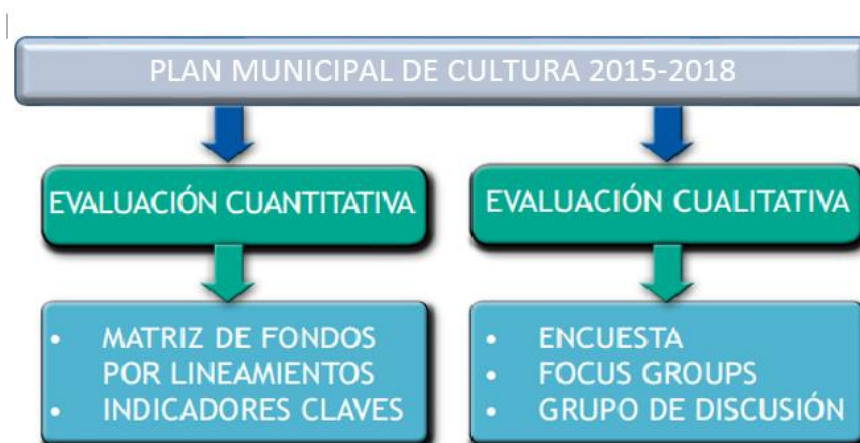 PLAN MUNICIPAL DE CULTURA 2015-2018
EVALUACIÓN CUANTITATIVA
EVALUACIÓN CUALITATIVA
• MATRIZ DE FONDOS
POR LINEAMIENTOS
• INDICADORES CLAVES
• ENCUESTA
• FOCUS GROUPS
• GRUPO DE DISCUSIÓN